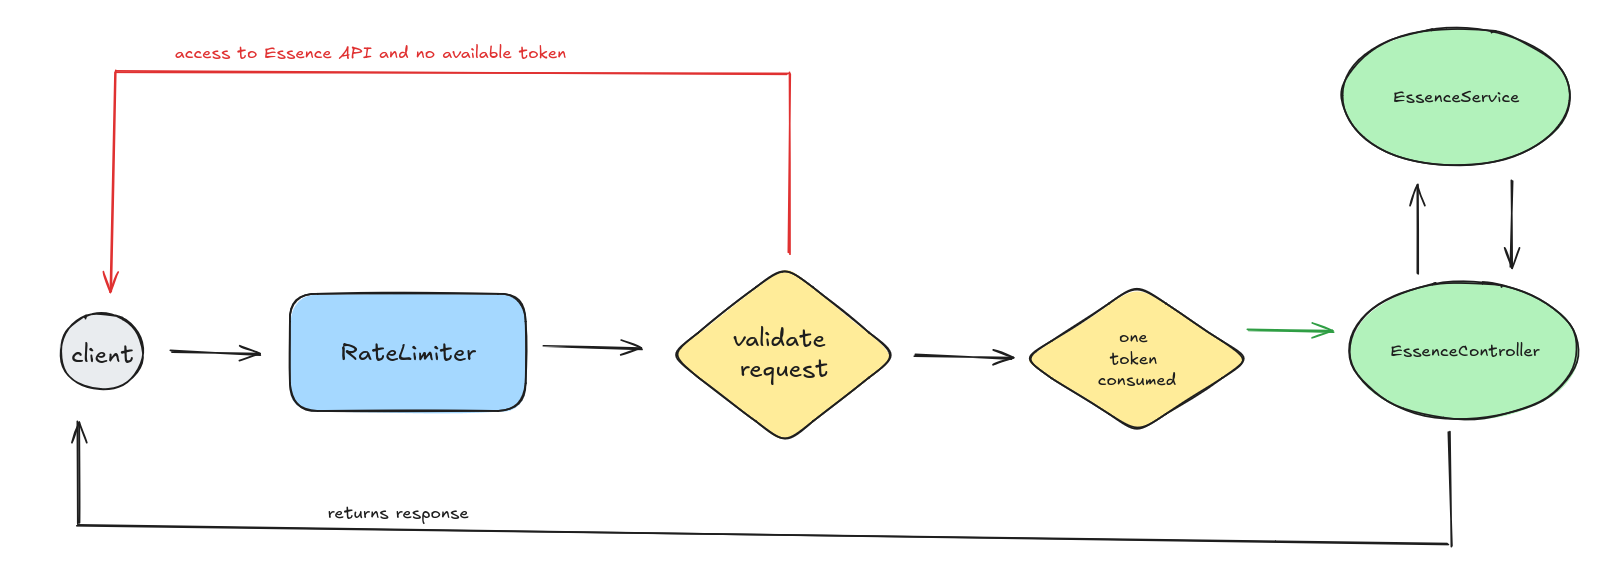 access to Essence API and no available token
EssenceService
client
RateLimiter
validate
request
one
token
consumed
EssenceController
returns response